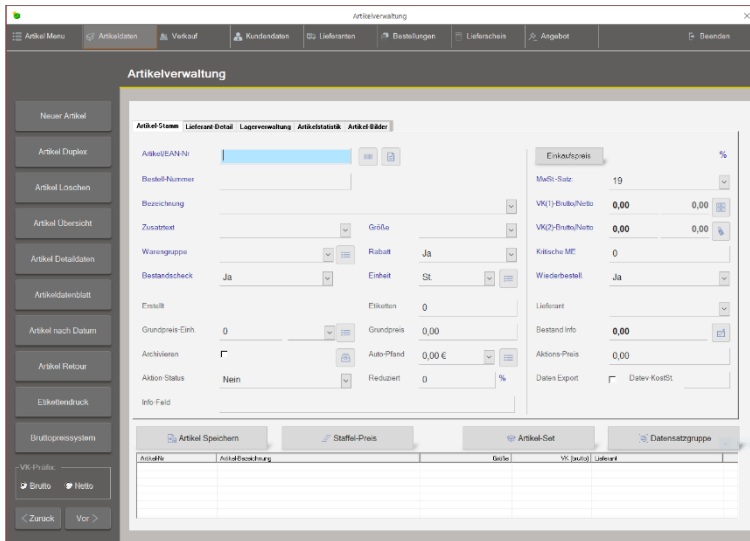 Artikelverwaltung
Artikel Menu Artikeldaten Verkauf Kundendaten Lieferanten Bestellungen Lieferschein Angebot Beenden
Artikelverwaltung
Neuer Artikel
Artikel Duplex
Artikel Löschen
Artikel Übersicht
Artikel Detaildaten
Artikeldatenblatt
Artikel nach Datum
Artikel Retour
Etikettendruck
Bruttopreissystem
VK-Präfix:
Brutto Netto
< Zurück Vor >
Artikel-Stamm Lieferant-Detail Lagerverwaltung Artikelstatistik Artikel-Bilder
Artikel/EAN-Nr Einkaufspreis %
Bestell-Nummer MwSt-Satz: 19
Bezeichnung VK(1)-Brutto/Netto 0,00 0,00
Zusatztext Größe VK(2)-Brutto/Netto 0,00 0,00
Warengruppe Rabatt Ja Kritische ME 0
Bestandscheck Ja Einheit St. Wiederbestell. Ja
Erstellt Etiketten 0 Lieferant
Grundpreis-Einh. 0 Grundpreis 0,00 Bestand Info 0,00
Archivieren Auto-Pfand 0,00 € Aktions-Preis 0,00
Aktion-Status Nein Reduziert 0 % Daten Export Datev-KostSt.
Info-Feld
Artikel Speichern Staffel-Preis Artikel-Set Datensatzgruppe
Artikel-Nr Artikel-Bezeichnung Größe VK (brutto) Lieferant